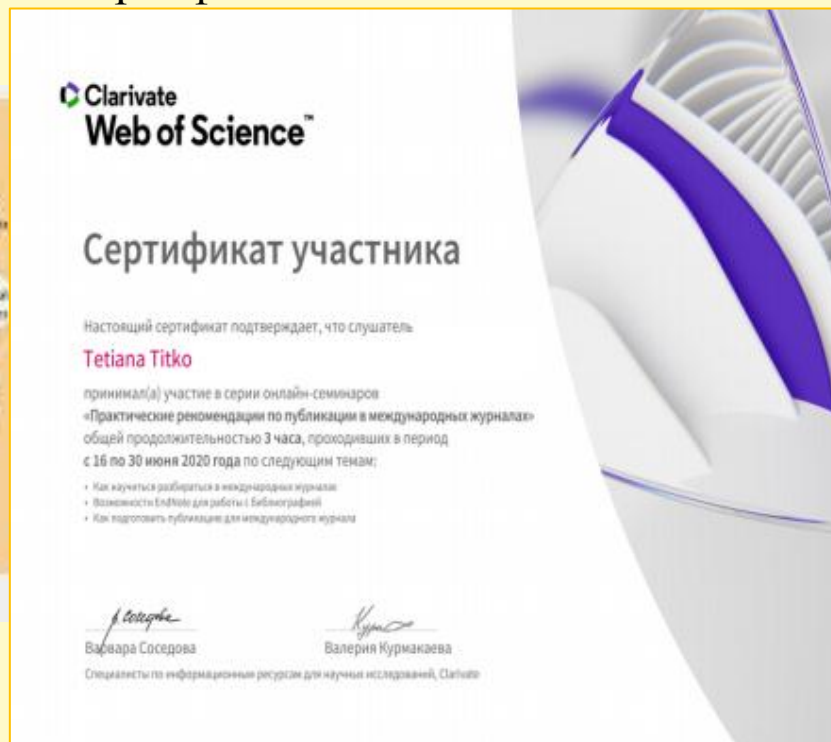 Clarivate
Web of Science™
Сертификат участника
Настоящий сертификат подтверждает, что слушатель
Tetiana Titko
принимал(а) участие в серии онлайн-семинаров
«Практические рекомендации по публикации в международных журналах»
общей продолжительностью 3 часа, проходивших в период
с 16 по 30 июня 2020 года по следующим темам:
• Как научиться разбираться в международных журналах
• Возможности EndNote для работы с библиографией
• Как подготовить публикацию для международного журнала
Варвара Соседова
Валерия Курмакаева
Специалисты по информационным ресурсам для научных исследований, Clarivate